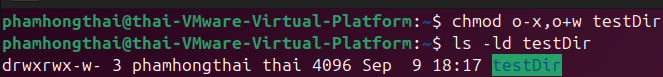 phamhongthai@thai-VMware-Virtual-Platform:~$ chmod o-x,o+w testDir
phamhongthai@thai-VMware-Virtual-Platform:~$ ls -ld testDir
drwxrwx-w- 3 phamhongthai thai 4096 Sep  9 18:17 testDir